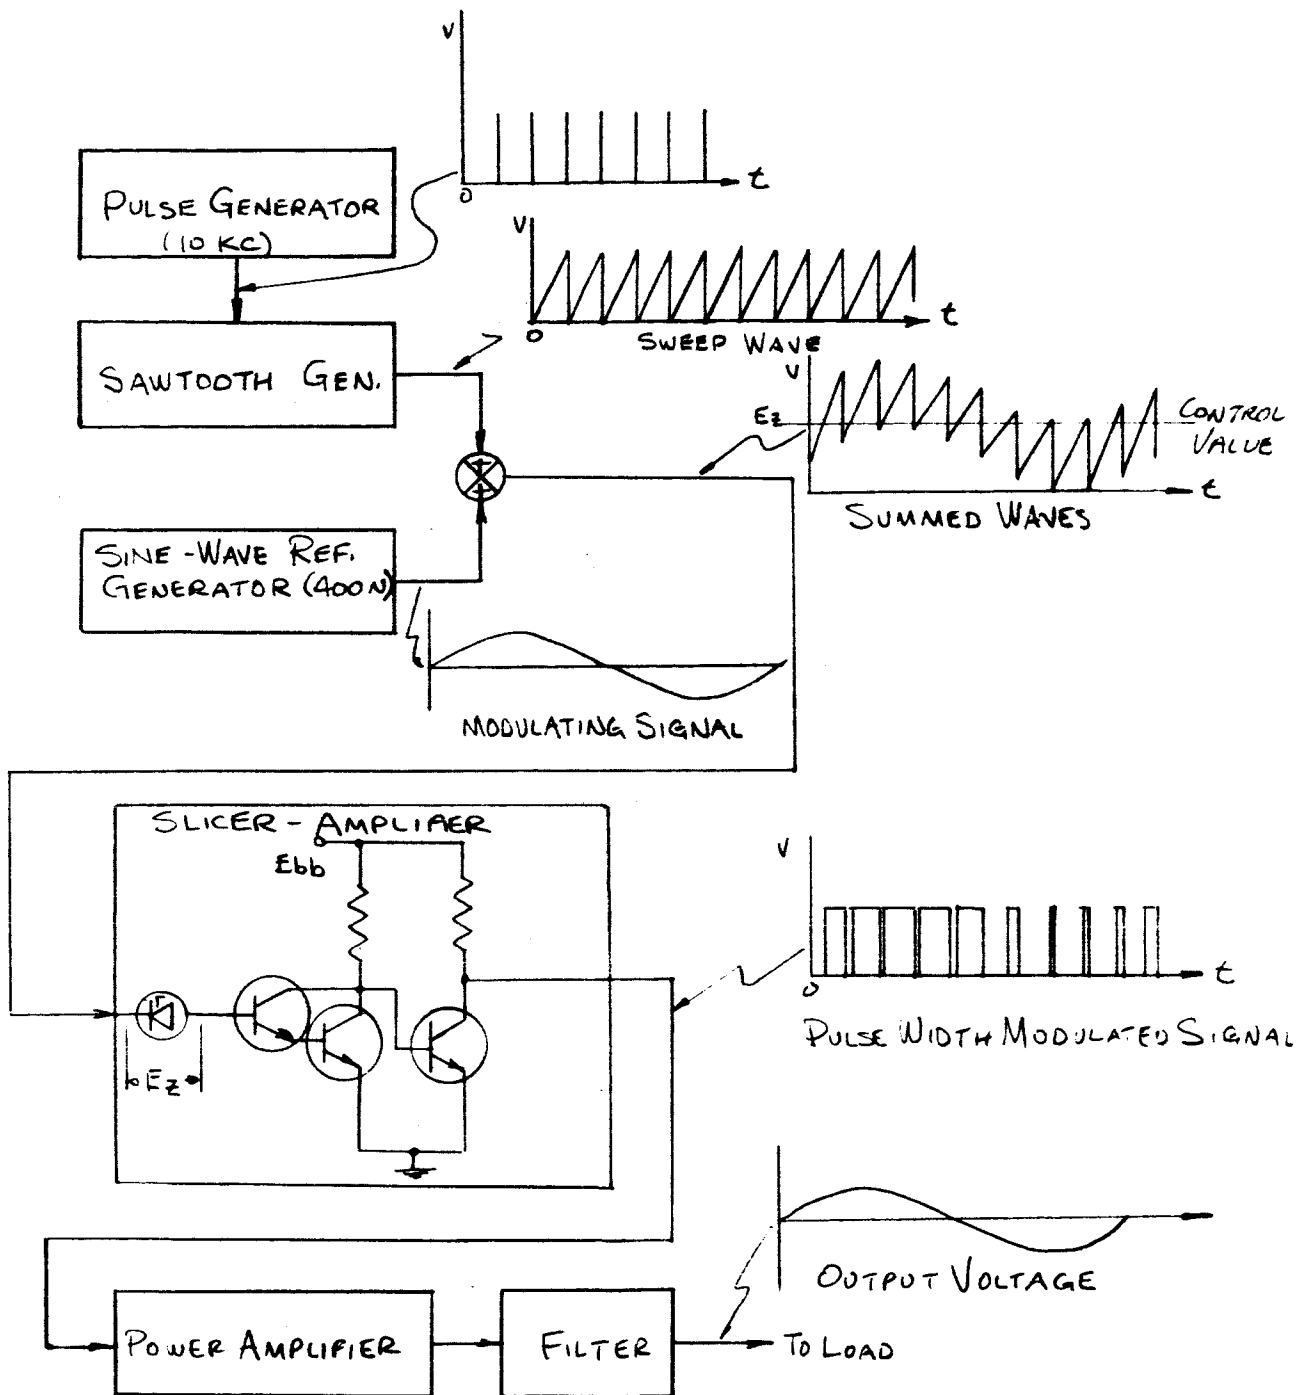 V
t
0
PULSE GENERATOR
(10 KC)
V
t
0
SWEEP WAVE
SAWTOOTH GEN.
V
Ez
CONTROL
VALUE
t
SUMMED WAVES
SINE-WAVE REF.
GENERATOR (400N)
MODULATING SIGNAL
SLICER-AMPLIFIER
Ebb
Ez
V
t
0
PULSE WIDTH MODULATED SIGNAL
OUTPUT VOLTAGE
POWER AMPLIFIER
FILTER
TO LOAD